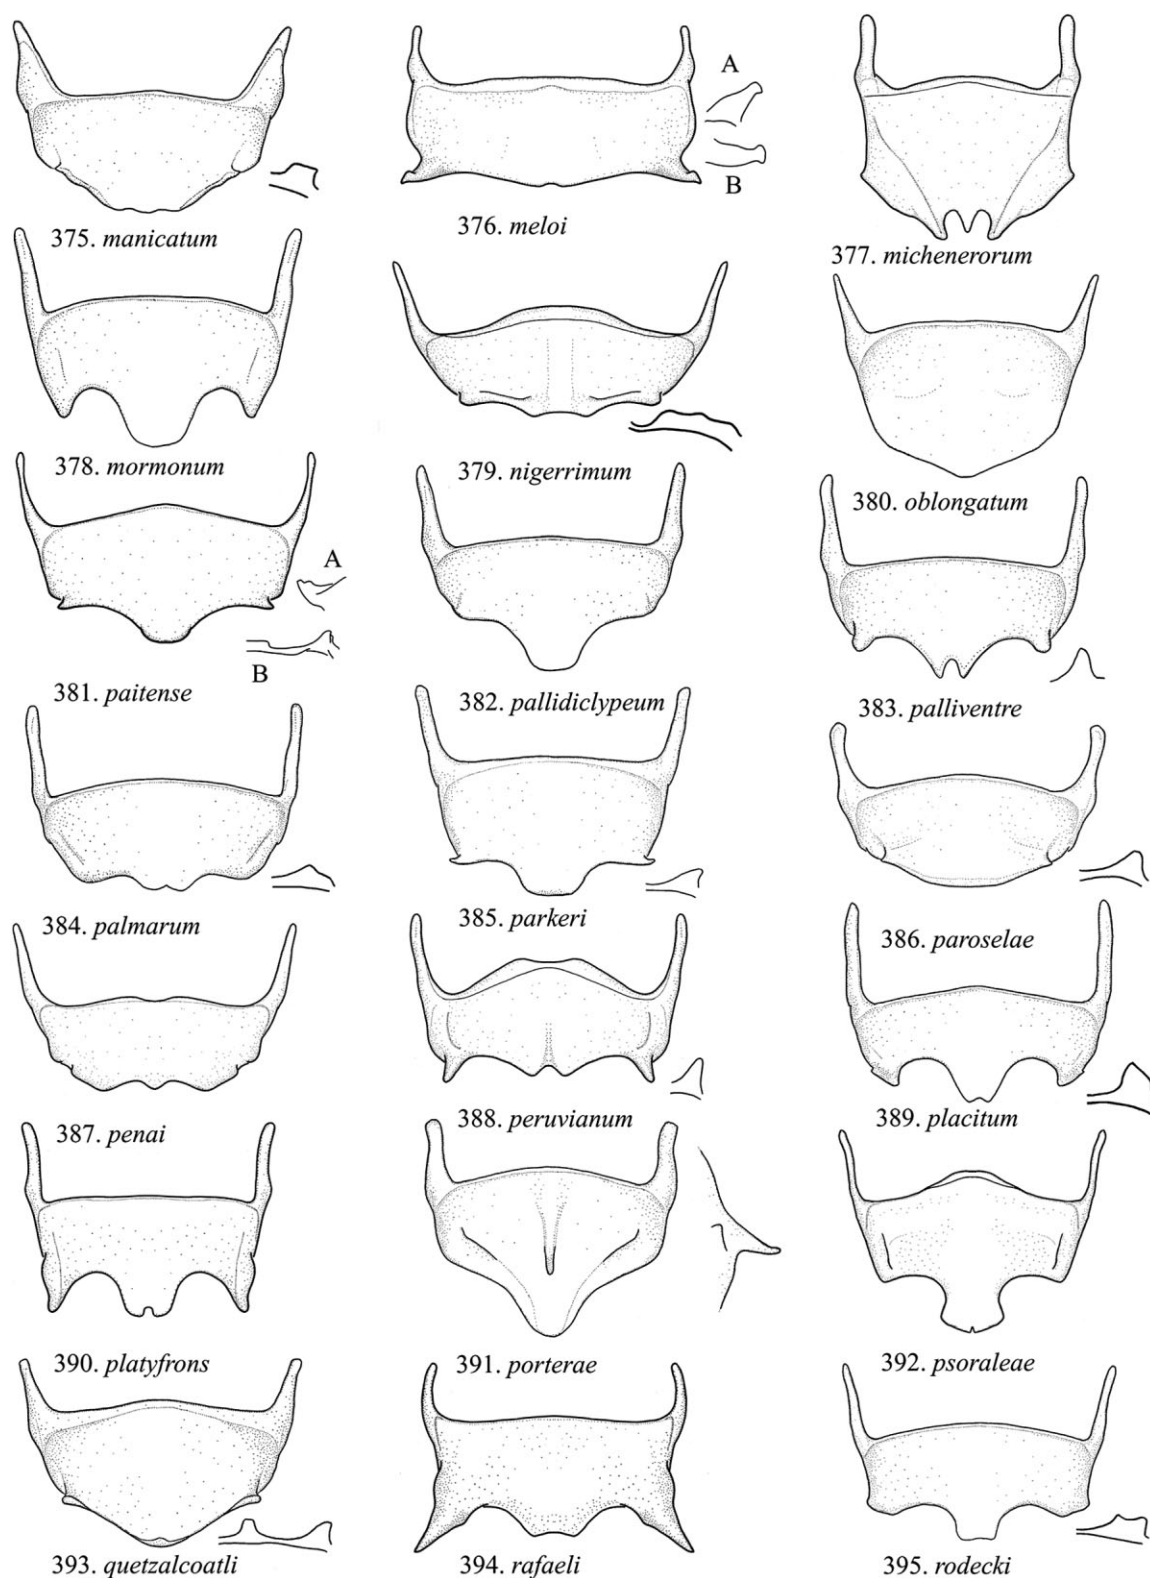 A
B
375. manicatum
376. meloi
377. michenerorum
378. mormonum
379. nigerrimum
380. oblongatum
A
B
381. paitense
382. pallidiclypeum
383. palliventre
384. palmarum
385. parkeri
386. paroselae
387. penai
388. peruvianum
389. placitum
390. platyfrons
391. porterae
392. psoraleae
393. quetzalcoatli
394. rafaeli
395. rodecki